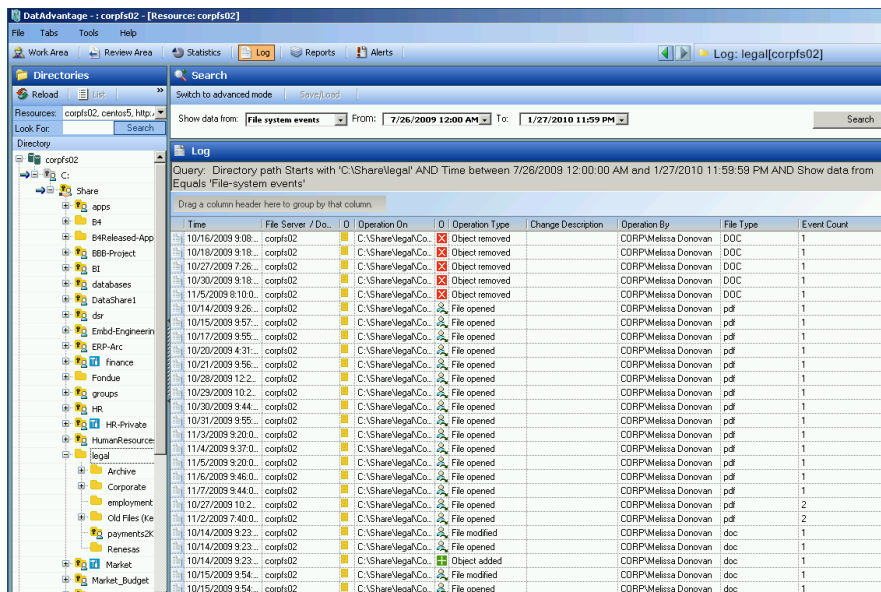 DatAdvantage - : corpfs02 - [Resource: corpfs02]
File Tabs Tools Help
Work Area Review Area Statistics Log Reports Alerts Log: legal[corpfs02]
Directories
Reload List »
Resources: corpfs02, centos5, http:/
Look For: Search
Directory
corpfs02
C:
Share
apps
B4
B4Released-App
BBB-Project
BI
databases
DataShare1
dsr
Embd-Engineerin
ERP-Arc
finance
Fondue
groups
HR
HR-Private
HumanResource
legal
Archive
Corporate
employment
Old Files (Ke
payments2K
Renesas
Market
Market_Budget
Search
Switch to advanced mode Save/Load
Show data from: File system events From: 7/26/2009 12:00 AM To: 1/27/2010 11:59 PM Search
Log
Query: Directory path Starts with 'C:\Share\legal' AND Time between 7/26/2009 12:00:00 AM and 1/27/2010 11:59:59 PM AND Show data from
Equals 'File-system events'
Drag a column header here to group by that column.
Time File Server / Do... O Operation On O Operation Type Change Description Operation By File Type Event Count
10/16/2009 9:08:... corpfs02 C:\Share\legal\Co... Object removed CORP\Melissa Donovan DOC 1
10/18/2009 9:18:... corpfs02 C:\Share\legal\Co... Object removed CORP\Melissa Donovan DOC 1
10/27/2009 7:26:... corpfs02 C:\Share\legal\Co... Object removed CORP\Melissa Donovan DOC 1
10/30/2009 9:18:... corpfs02 C:\Share\legal\Co... Object removed CORP\Melissa Donovan DOC 1
11/5/2009 8:10:0... corpfs02 C:\Share\legal\Co... Object removed CORP\Melissa Donovan DOC 1
10/14/2009 9:26:... corpfs02 C:\Share\legal\Co... File opened CORP\Melissa Donovan pdf 1
10/15/2009 9:57:... corpfs02 C:\Share\legal\Co... File opened CORP\Melissa Donovan pdf 1
10/17/2009 9:55:... corpfs02 C:\Share\legal\Co... File opened CORP\Melissa Donovan pdf 1
10/20/2009 4:31:... corpfs02 C:\Share\legal\Co... File opened CORP\Melissa Donovan pdf 1
10/21/2009 9:56:... corpfs02 C:\Share\legal\Co... File opened CORP\Melissa Donovan pdf 1
10/28/2009 12:2... corpfs02 C:\Share\legal\Co... File opened CORP\Melissa Donovan pdf 1
10/29/2009 10:2... corpfs02 C:\Share\legal\Co... File opened CORP\Melissa Donovan pdf 1
10/30/2009 9:44:... corpfs02 C:\Share\legal\Co... File opened CORP\Melissa Donovan pdf 1
10/31/2009 9:55:... corpfs02 C:\Share\legal\Co... File opened CORP\Melissa Donovan pdf 1
11/3/2009 9:20:0... corpfs02 C:\Share\legal\Co... File opened CORP\Melissa Donovan pdf 1
11/4/2009 9:37:0... corpfs02 C:\Share\legal\Co... File opened CORP\Melissa Donovan pdf 1
11/5/2009 9:20:0... corpfs02 C:\Share\legal\Co... File opened CORP\Melissa Donovan pdf 1
11/6/2009 9:46:0... corpfs02 C:\Share\legal\Co... File opened CORP\Melissa Donovan pdf 1
11/7/2009 9:44:0... corpfs02 C:\Share\legal\Co... File opened CORP\Melissa Donovan pdf 1
10/27/2009 10:2... corpfs02 C:\Share\legal\Co... File opened CORP\Melissa Donovan pdf 2
11/2/2009 7:40:0... corpfs02 C:\Share\legal\Co... File opened CORP\Melissa Donovan pdf 2
10/14/2009 9:23:... corpfs02 C:\Share\legal\Co... File modified CORP\Melissa Donovan doc 1
10/14/2009 9:23:... corpfs02 C:\Share\legal\Co... File opened CORP\Melissa Donovan doc 1
10/14/2009 9:23:... corpfs02 C:\Share\legal\Co... Object added CORP\Melissa Donovan doc 1
10/15/2009 9:54:... corpfs02 C:\Share\legal\Co... File modified CORP\Melissa Donovan doc 1
10/15/2009 9:54:... corpfs02 C:\Share\legal\Co... File opened CORP\Melissa Donovan doc 1